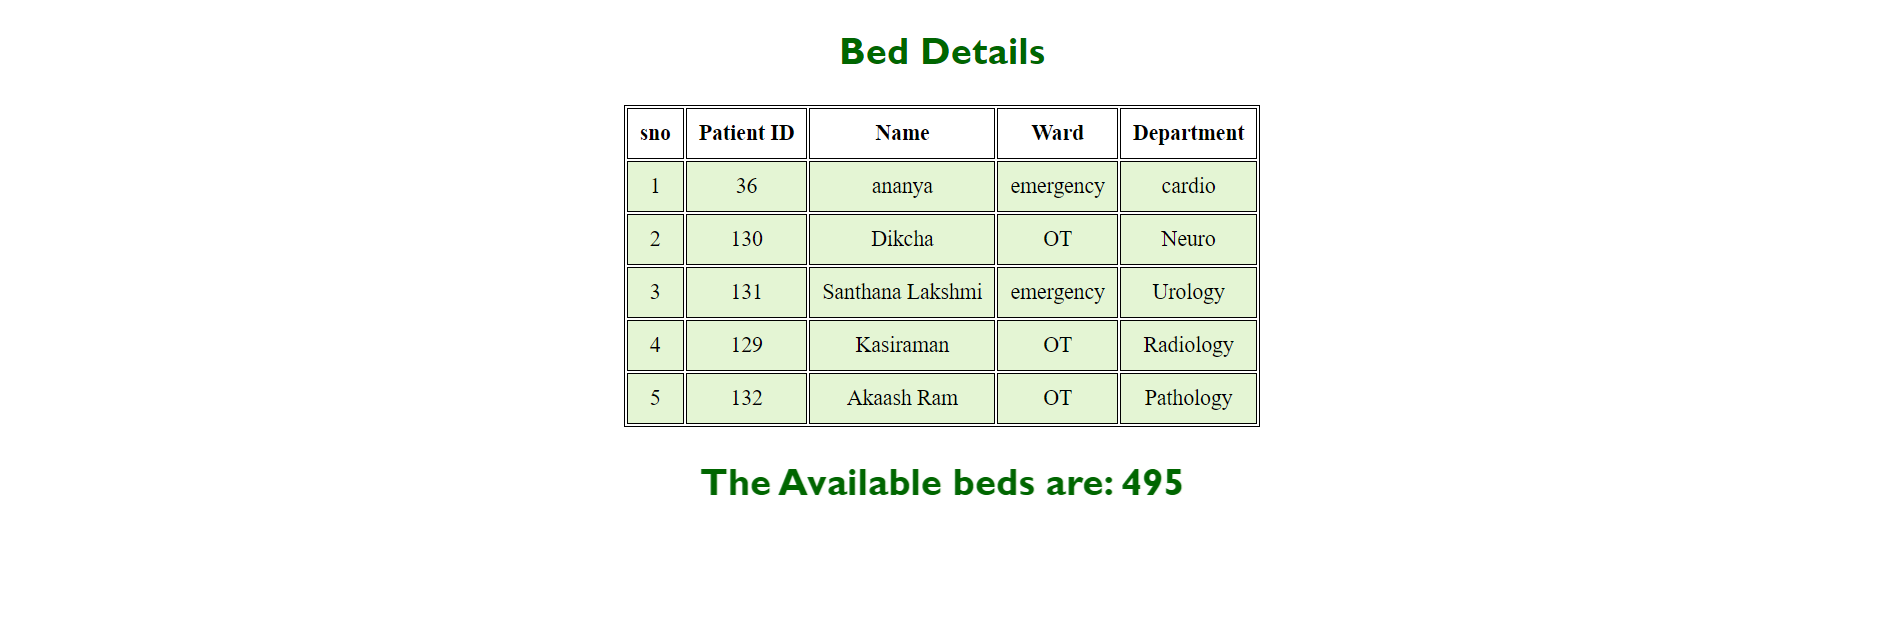 Bed Details
sno Patient ID Name Ward Department
1 36 ananya emergency cardio
2 130 Dikcha OT Neuro
3 131 Santhana Lakshmi emergency Urology
4 129 Kasiraman OT Radiology
5 132 Akaash Ram OT Pathology
The Available beds are: 495